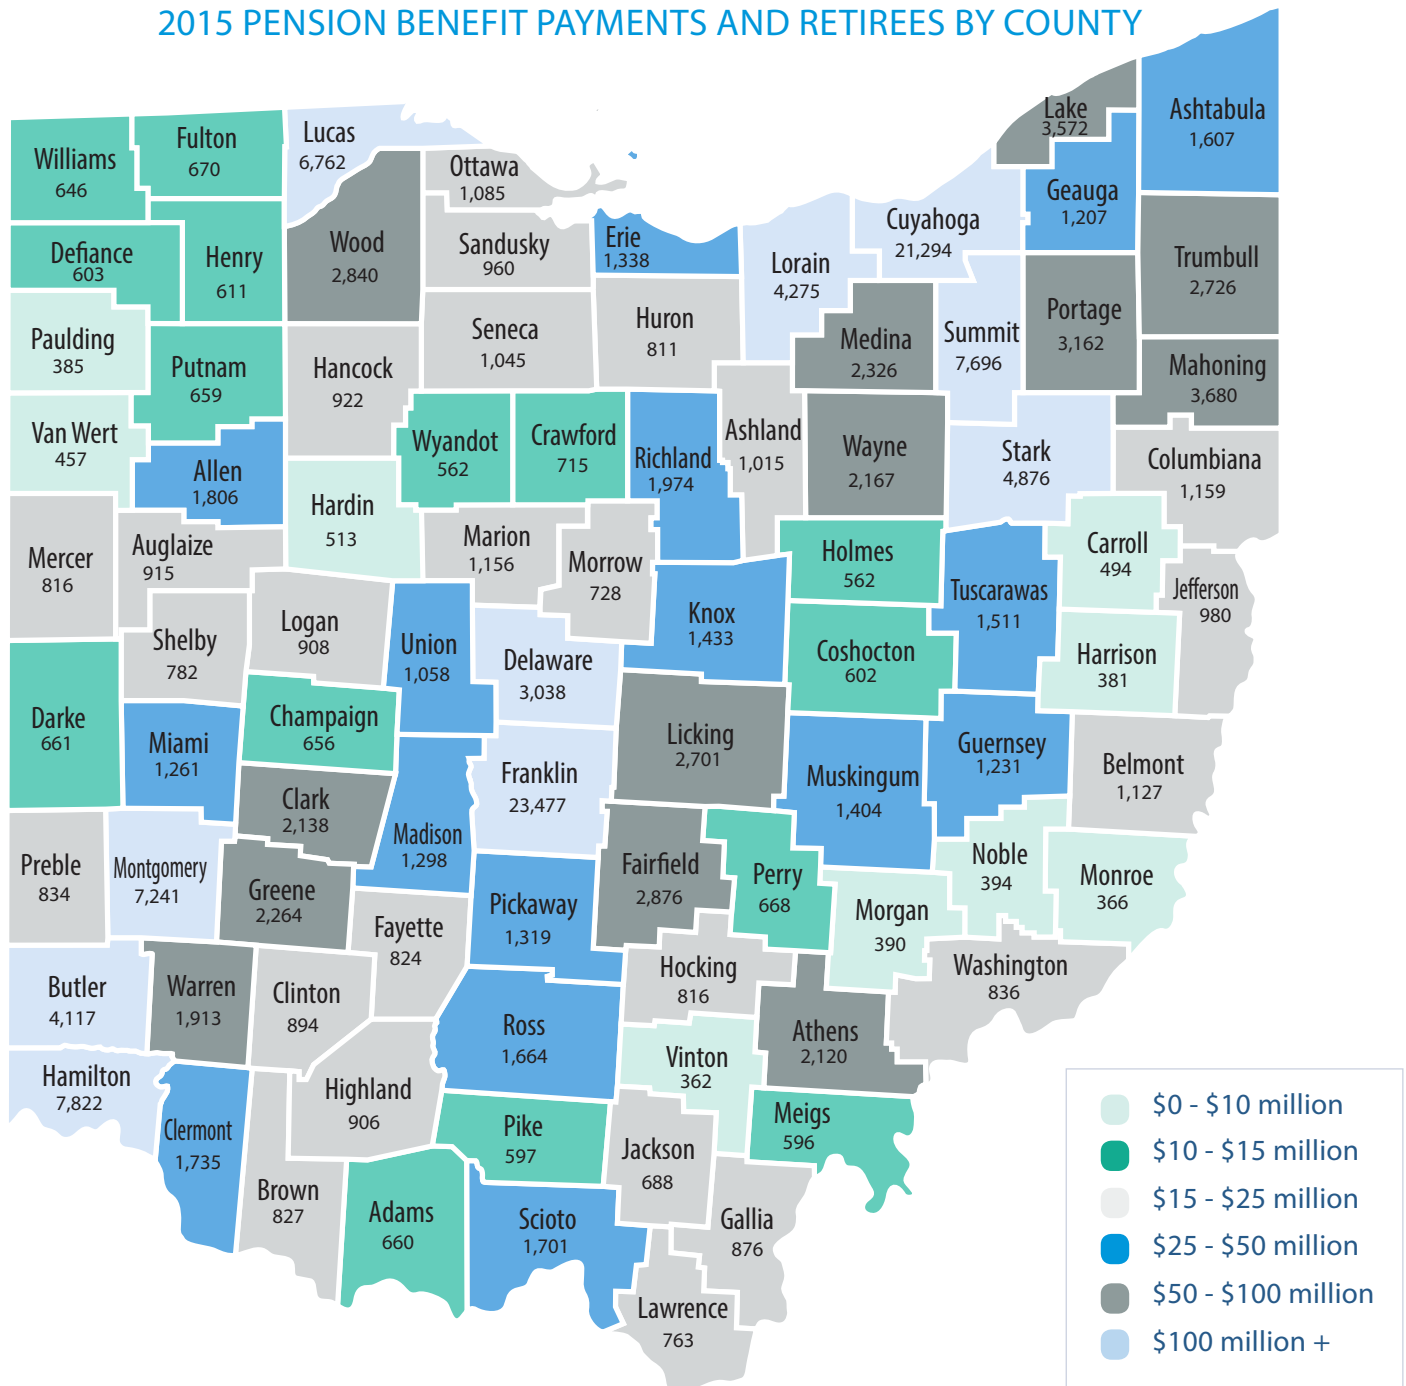 2015 PENSION BENEFIT PAYMENTS AND RETIREES BY COUNTY
Williams
646
Fulton
670
Lucas
6,762
Ottawa
1,085
Lake
3,572
Ashtabula
1,607
Geauga
1,207
Cuyahoga
21,294
Defiance
603
Henry
611
Wood
2,840
Sandusky
960
Erie
1,338
Lorain
4,275
Trumbull
2,726
Paulding
385
Putnam
659
Hancock
922
Seneca
1,045
Huron
811
Medina
2,326
Summit
7,696
Portage
3,162
Mahoning
3,680
Van Wert
457
Allen
1,806
Wyandot
562
Crawford
715
Richland
1,974
Ashland
1,015
Wayne
2,167
Stark
4,876
Columbiana
1,159
Hardin
513
Mercer
816
Auglaize
915
Marion
1,156
Morrow
728
Holmes
562
Tuscarawas
1,511
Carroll
494
Jefferson
980
Shelby
782
Logan
908
Union
1,058
Delaware
3,038
Knox
1,433
Coshocton
602
Harrison
381
Darke
661
Miami
1,261
Champaign
656
Licking
2,701
Muskingum
1,404
Guernsey
1,231
Belmont
1,127
Clark
2,138
Madison
1,298
Franklin
23,477
Preble
834
Montgomery
7,241
Greene
2,264
Fayette
824
Pickaway
1,319
Fairfield
2,876
Perry
668
Morgan
390
Noble
394
Monroe
366
Butler
4,117
Warren
1,913
Clinton
894
Ross
1,664
Hocking
816
Athens
2,120
Washington
836
Hamilton
7,822
Clermont
1,735
Highland
906
Pike
597
Vinton
362
Meigs
596
Jackson
688
Brown
827
Adams
660
Scioto
1,701
Gallia
876
Lawrence
763
$0 - $10 million
$10 - $15 million
$15 - $25 million
$25 - $50 million
$50 - $100 million
$100 million +